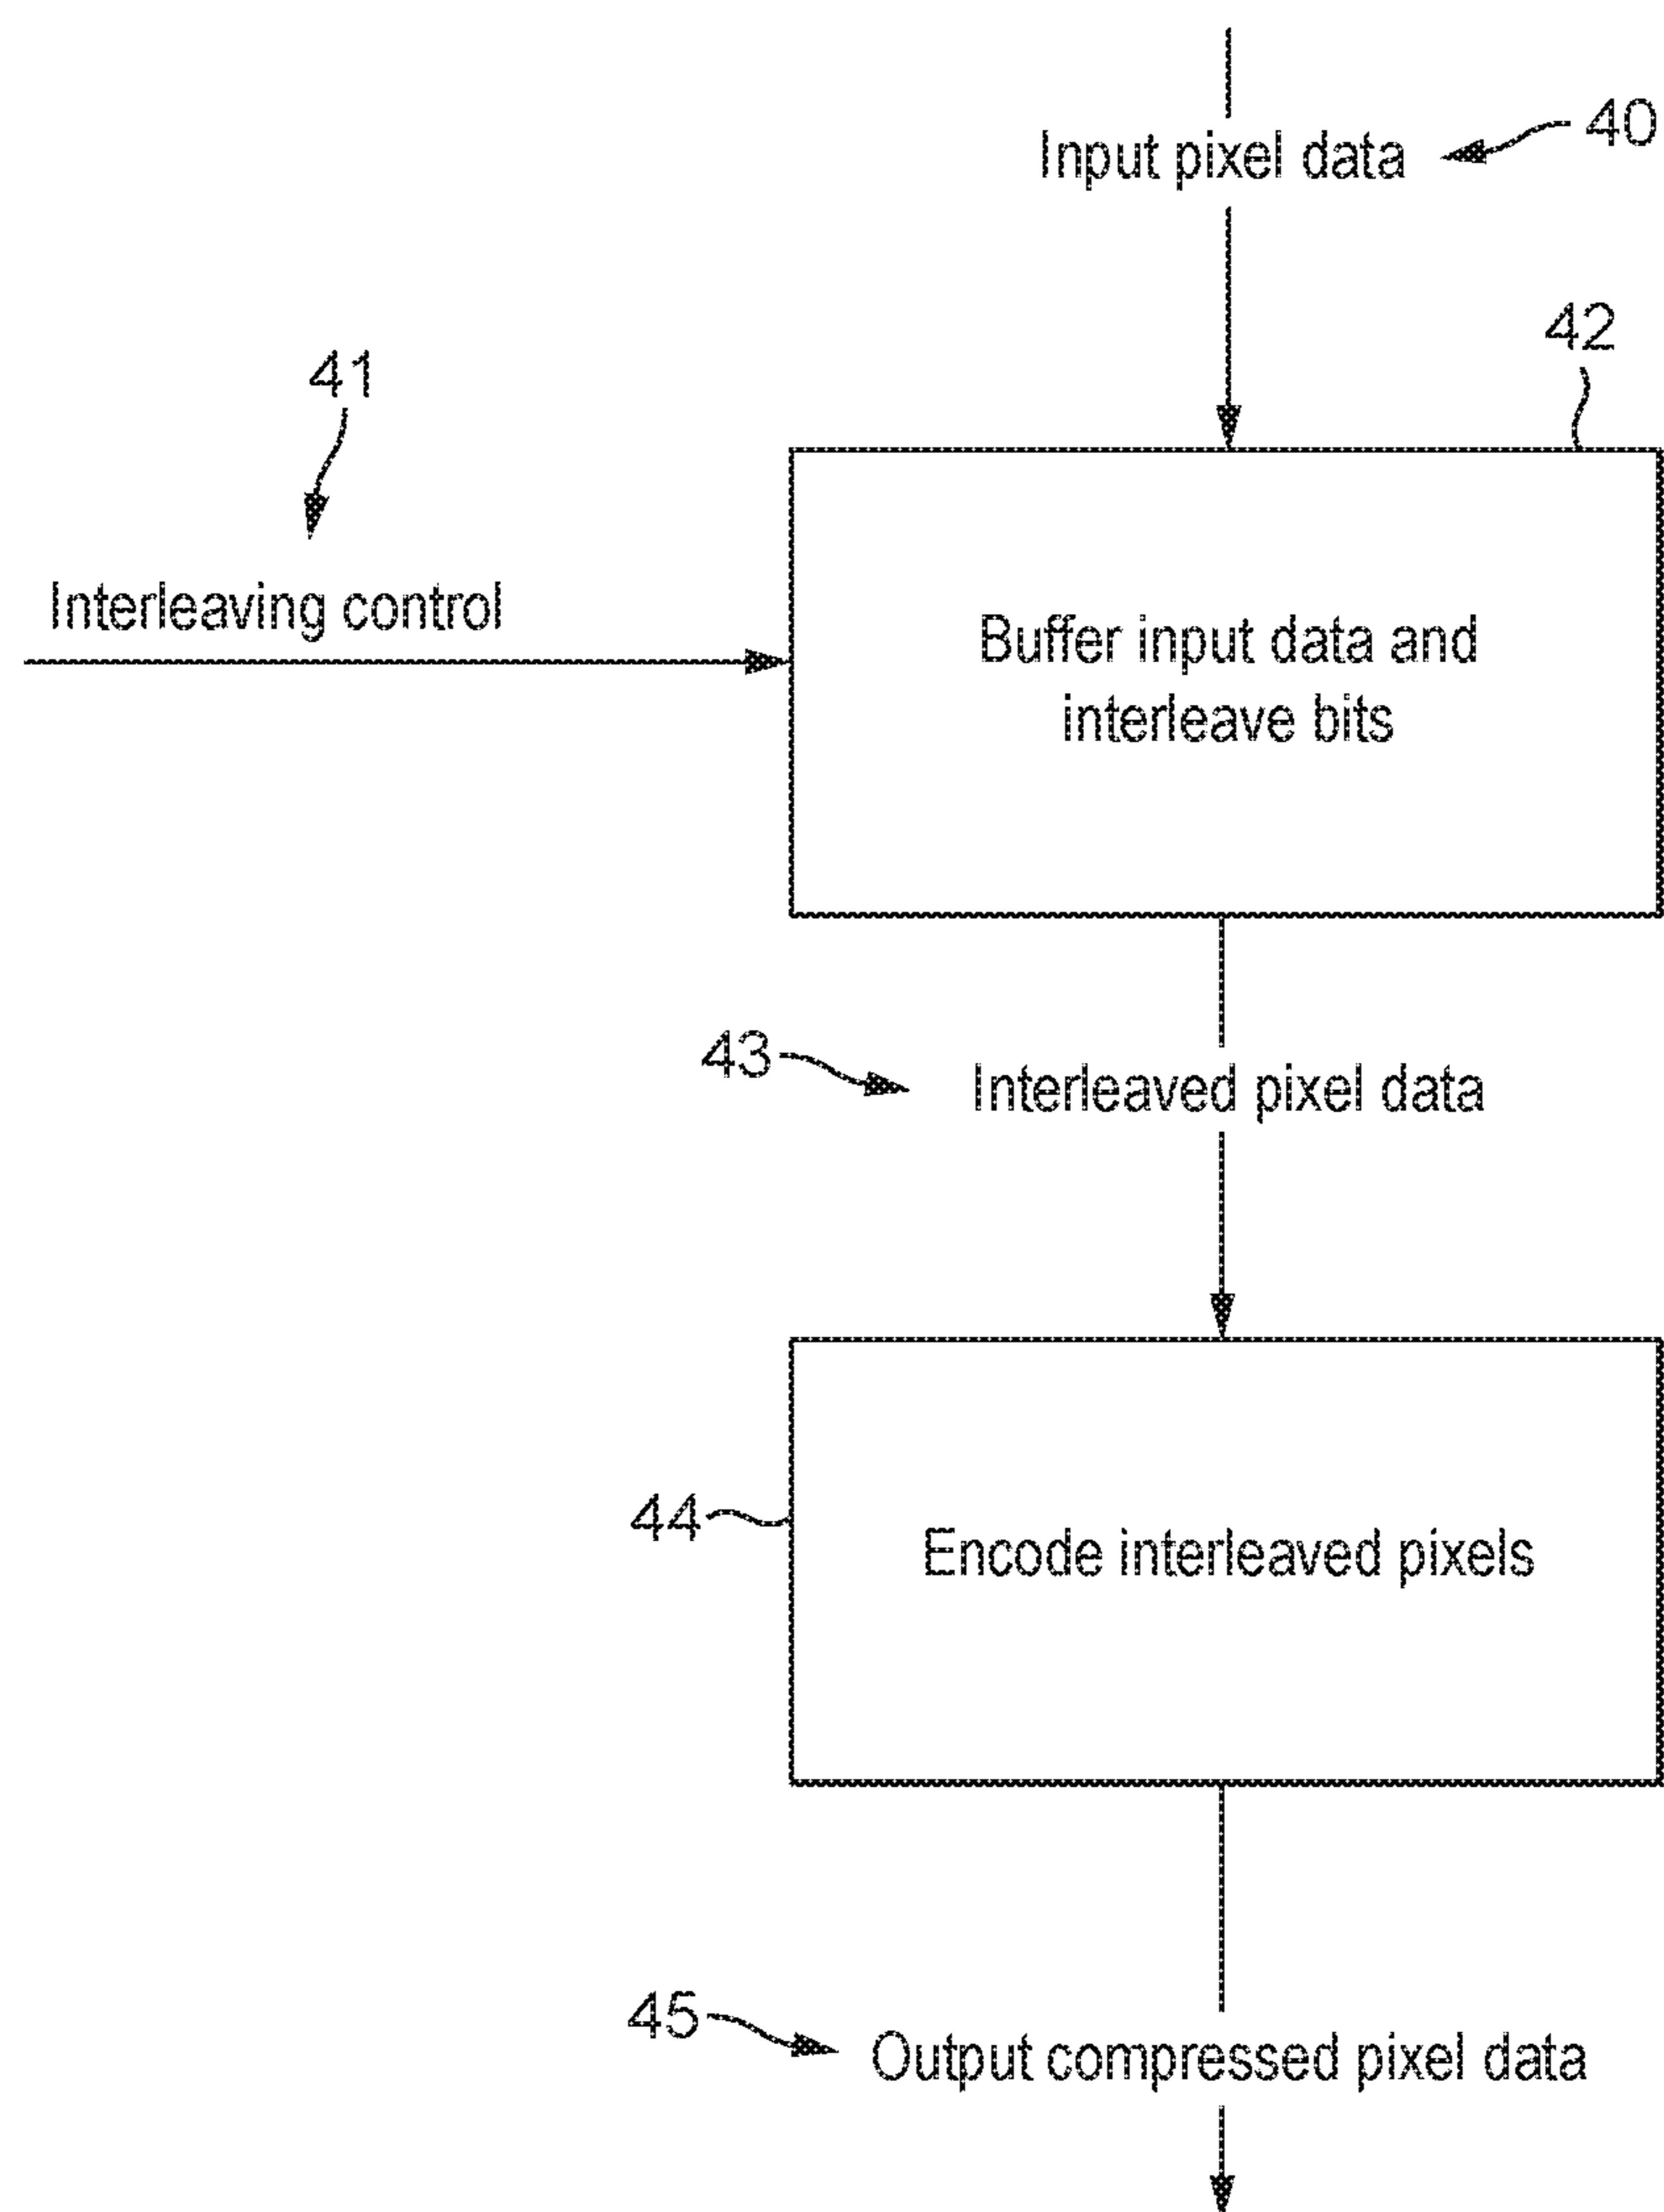 Input pixel data
40
42
41
Interleaving control
Buffer input data and
interleave bits
43
Interleaved pixel data
44
Encode interleaved pixels
45
Output compressed pixel data